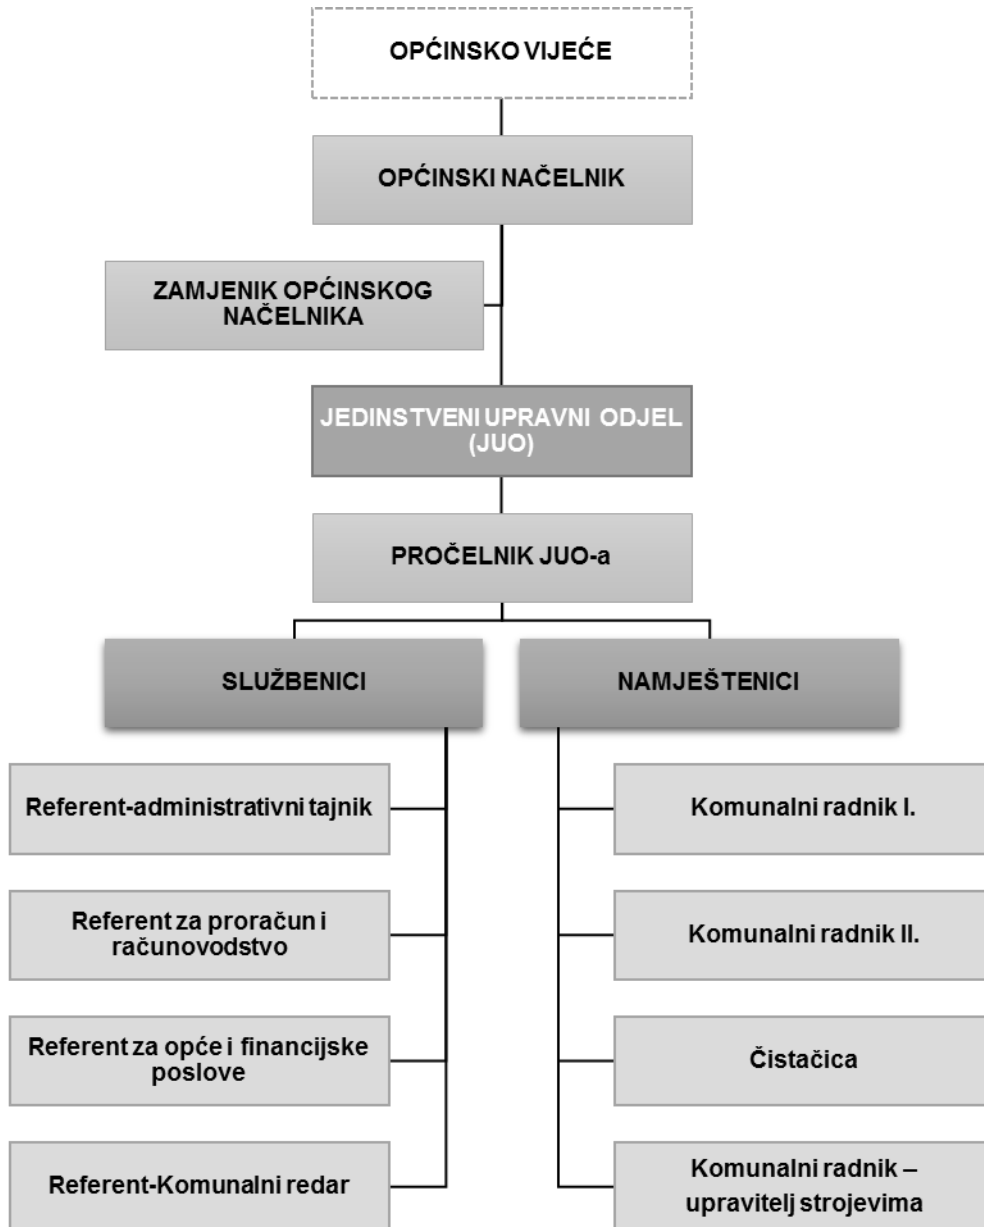 OPĆINSKO VIJEĆE
OPĆINSKI NAČELNIK
ZAMJENIK OPĆINSKOG
NAČELNIKA
JEDINSTVENI UPRAVNI ODJEL
(JUO)
PROČELNIK JUO-a
SLUŽBENICI
Referent-administrativni tajnik
Referent za proračun i
računovodstvo
Referent za opće i financijske
poslove
Referent-Komunalni redar
NAMJEŠTENICI
Komunalni radnik I.
Komunalni radnik II.
Čistačica
Komunalni radnik –
upravitelj strojevima